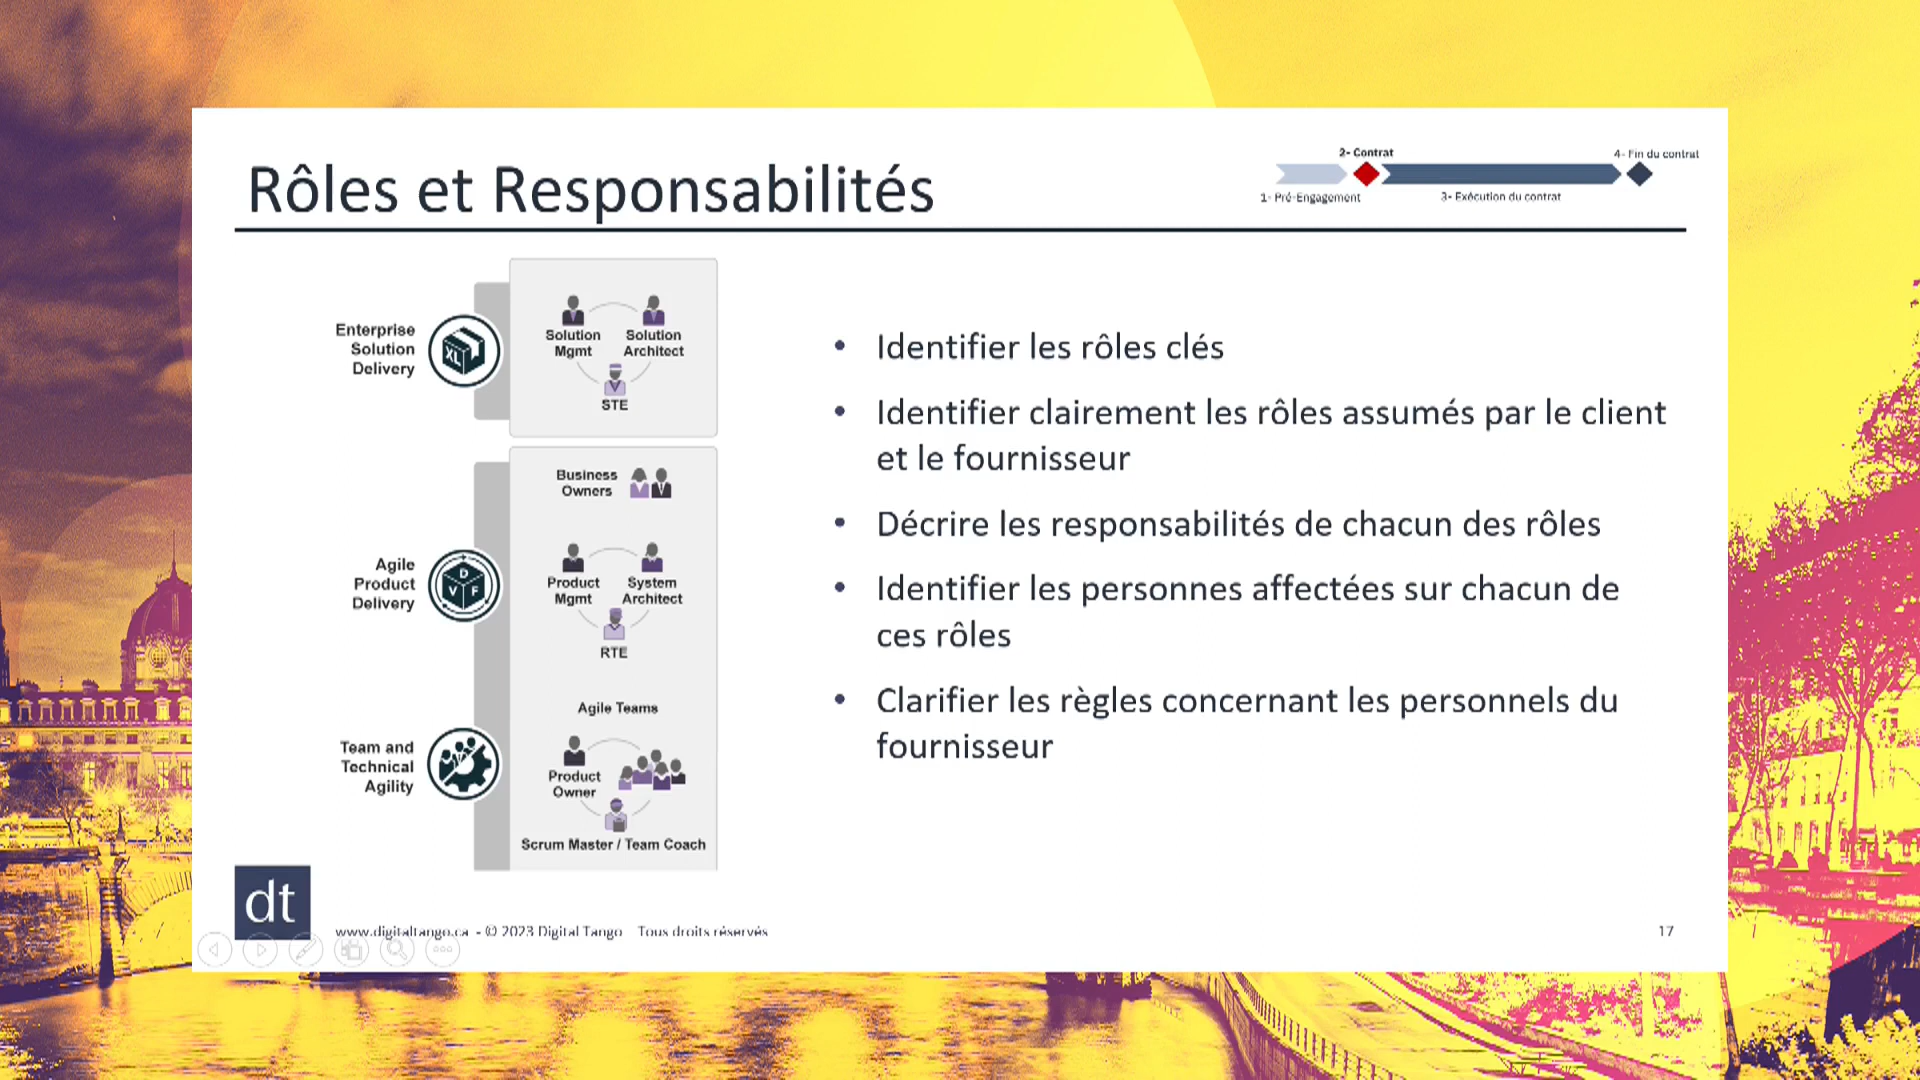 Rôles et Responsabilités
2- Contrat
4- Fin du contrat
1- Pré-Engagement
3- Exécution du contrat
Enterprise
Solution
Delivery
XL
Solution
Mgmt
Solution
Architect
STE
Business
Owners
Agile
Product
Delivery
D
V F
Product
Mgmt
System
Architect
RTE
Agile Teams
Team and
Technical
Agility
Product
Owner
Scrum Master / Team Coach
• Identifier les rôles clés
• Identifier clairement les rôles assumés par le client
et le fournisseur
• Décrire les responsabilités de chacun des rôles
• Identifier les personnes affectées sur chacun de
ces rôles
• Clarifier les règles concernant les personnels du
fournisseur
dt
www.digitaltango.ca - © 2023 Digital Tango Tous droits réservés
17